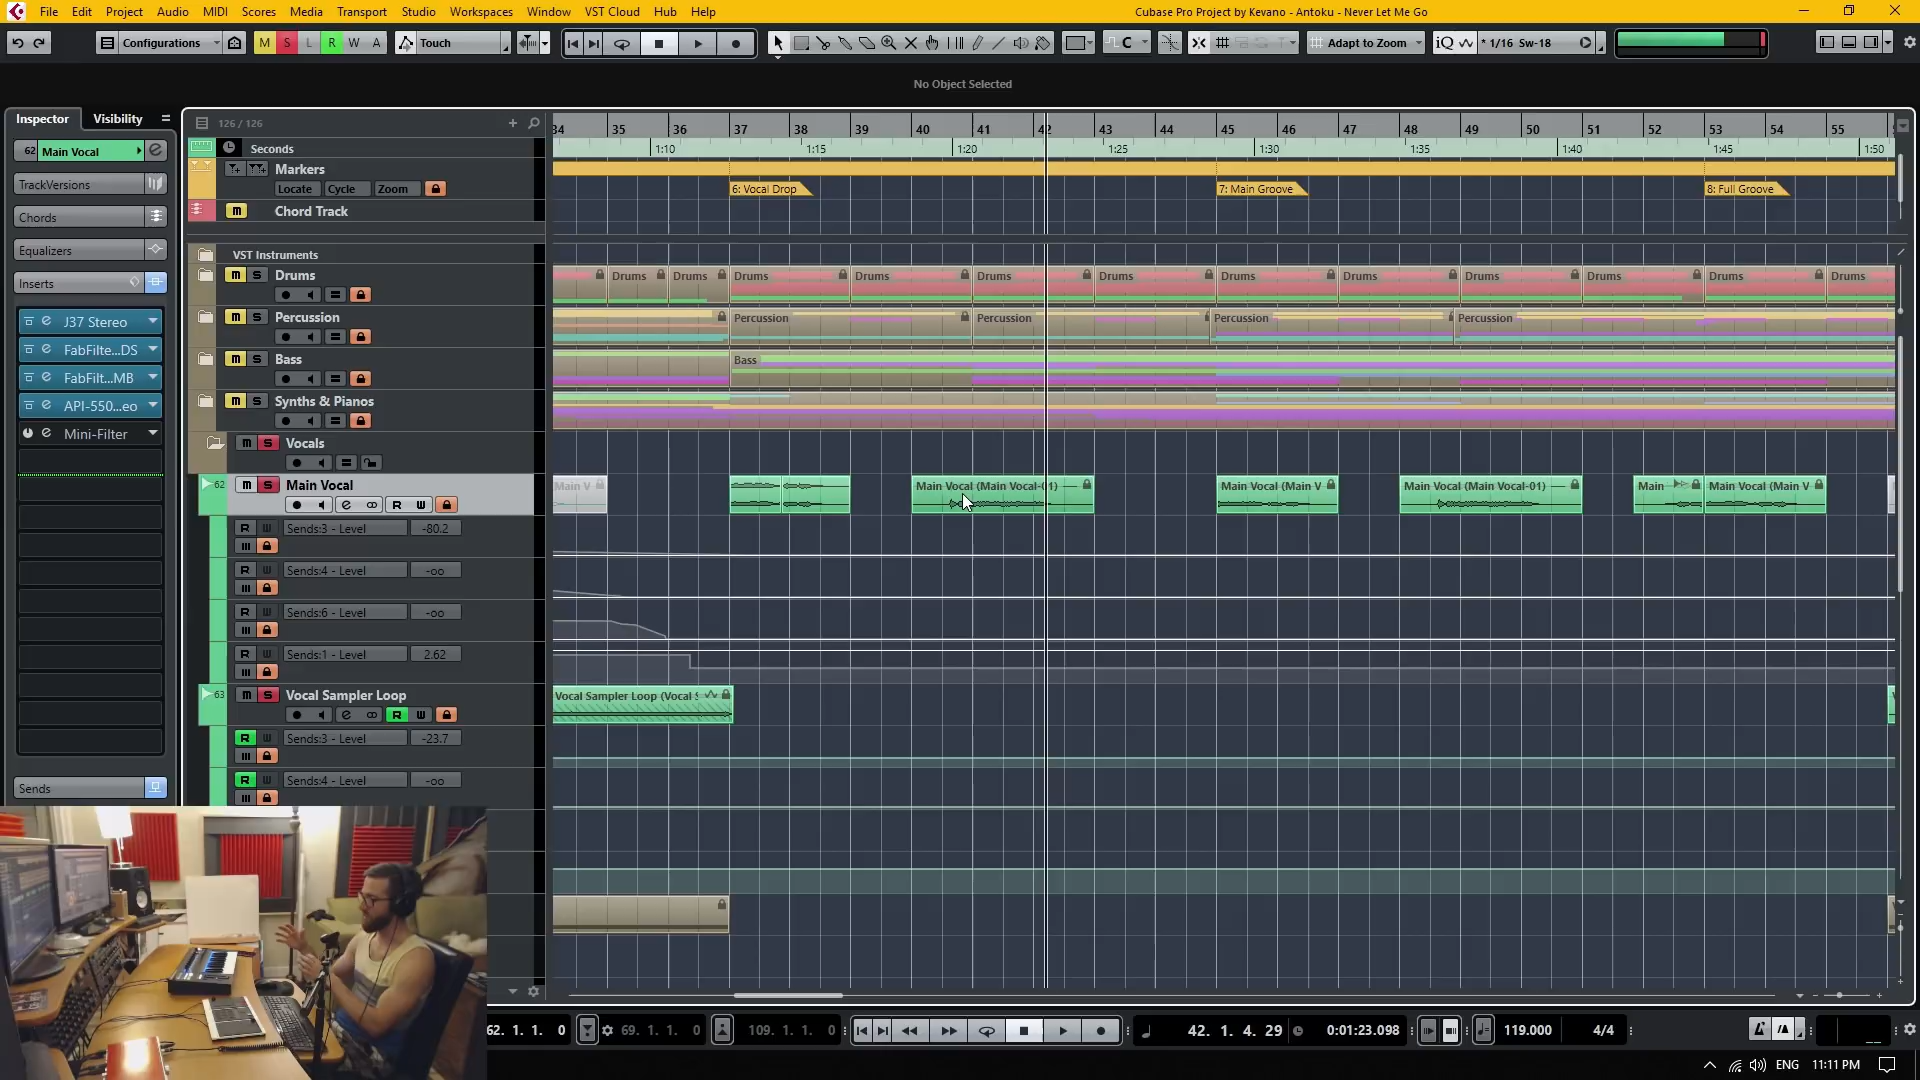 File Edit Project Audio MIDI Scores Media Transport Studio Workspaces Window VST Cloud Hub Help
Cubase Pro Project by Kevano - Antoku - Never Let Me Go
Configurations M S L R W A Touch C Adapt to Zoom iQ * 1/16 Sw-18
No Object Selected
Inspector Visibility
126 / 126
34 35 36 37 38 39 40 41 42 43 44 45 46 47 48 49 50 51 52 53 54 55
Seconds
1:10 1:15 1:20 1:25 1:30 1:35 1:40 1:45 1:50
62 Main Vocal
Markers
TrackVersions
Locate Cycle Zoom
6: Vocal Drop 7: Main Groove 8: Full Groove
Chords
m Chord Track
Equalizers
VST Instruments
Inserts
m S Drums
Drums Drums Drums Drums Drums Drums Drums Drums Drums Drums Drums Drums
J37 Stereo
m S Percussion
Percussion Percussion Percussion Percussion
FabFilte...DS
m S Bass
Bass
FabFilt...MB
API-550...eo
m S Synths & Pianos
Mini-Filter
m S Vocals
62 m S Main Vocal
Main V Main Vocal (Main Vocal-01) Main Vocal (Main V Main Vocal (Main Vocal-01) Main Main Vocal (Main V
R W
R W Sends:3 - Level -80.2
R W Sends:4 - Level -oo
R W Sends:6 - Level -oo
R W Sends:1 - Level 2.62
63 m S Vocal Sampler Loop
Vocal Sampler Loop (Vocal S
R W
R W Sends:3 - Level -23.7
R W Sends:4 - Level -oo
Sends
62. 1. 1. 0 69. 1. 1. 0 109. 1. 1. 0 42. 1. 4. 29 0:01:23.098 119.000 4/4
ENG 11:11 PM